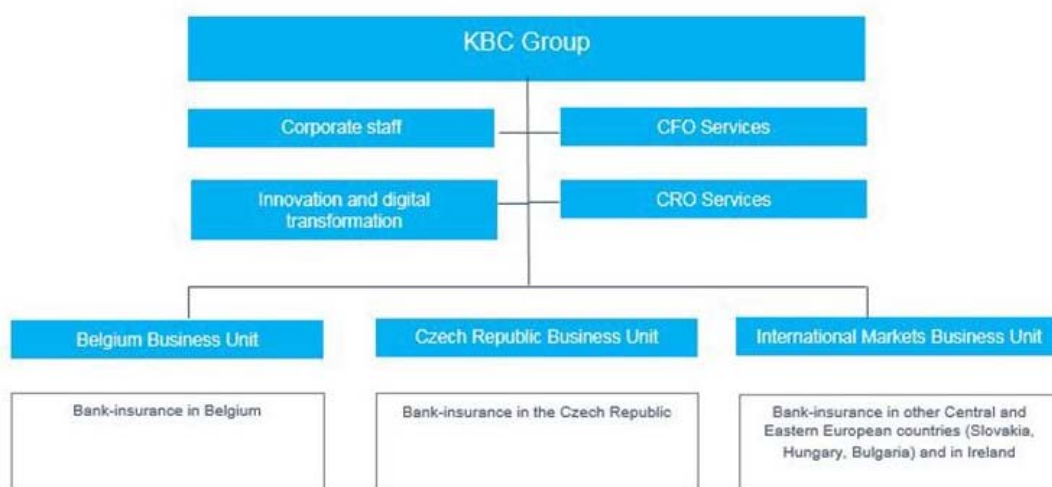 KBC Group
Corporate staff
CFO Services
Innovation and digital
transformation
CRO Services
Belgium Business Unit
Czech Republic Business Unit
International Markets Business Unit
Bank-insurance in Belgium
Bank-insurance in the Czech Republic
Bank-insurance in other Central and
Eastern European countries (Slovakia,
Hungary, Bulgaria) and in Ireland